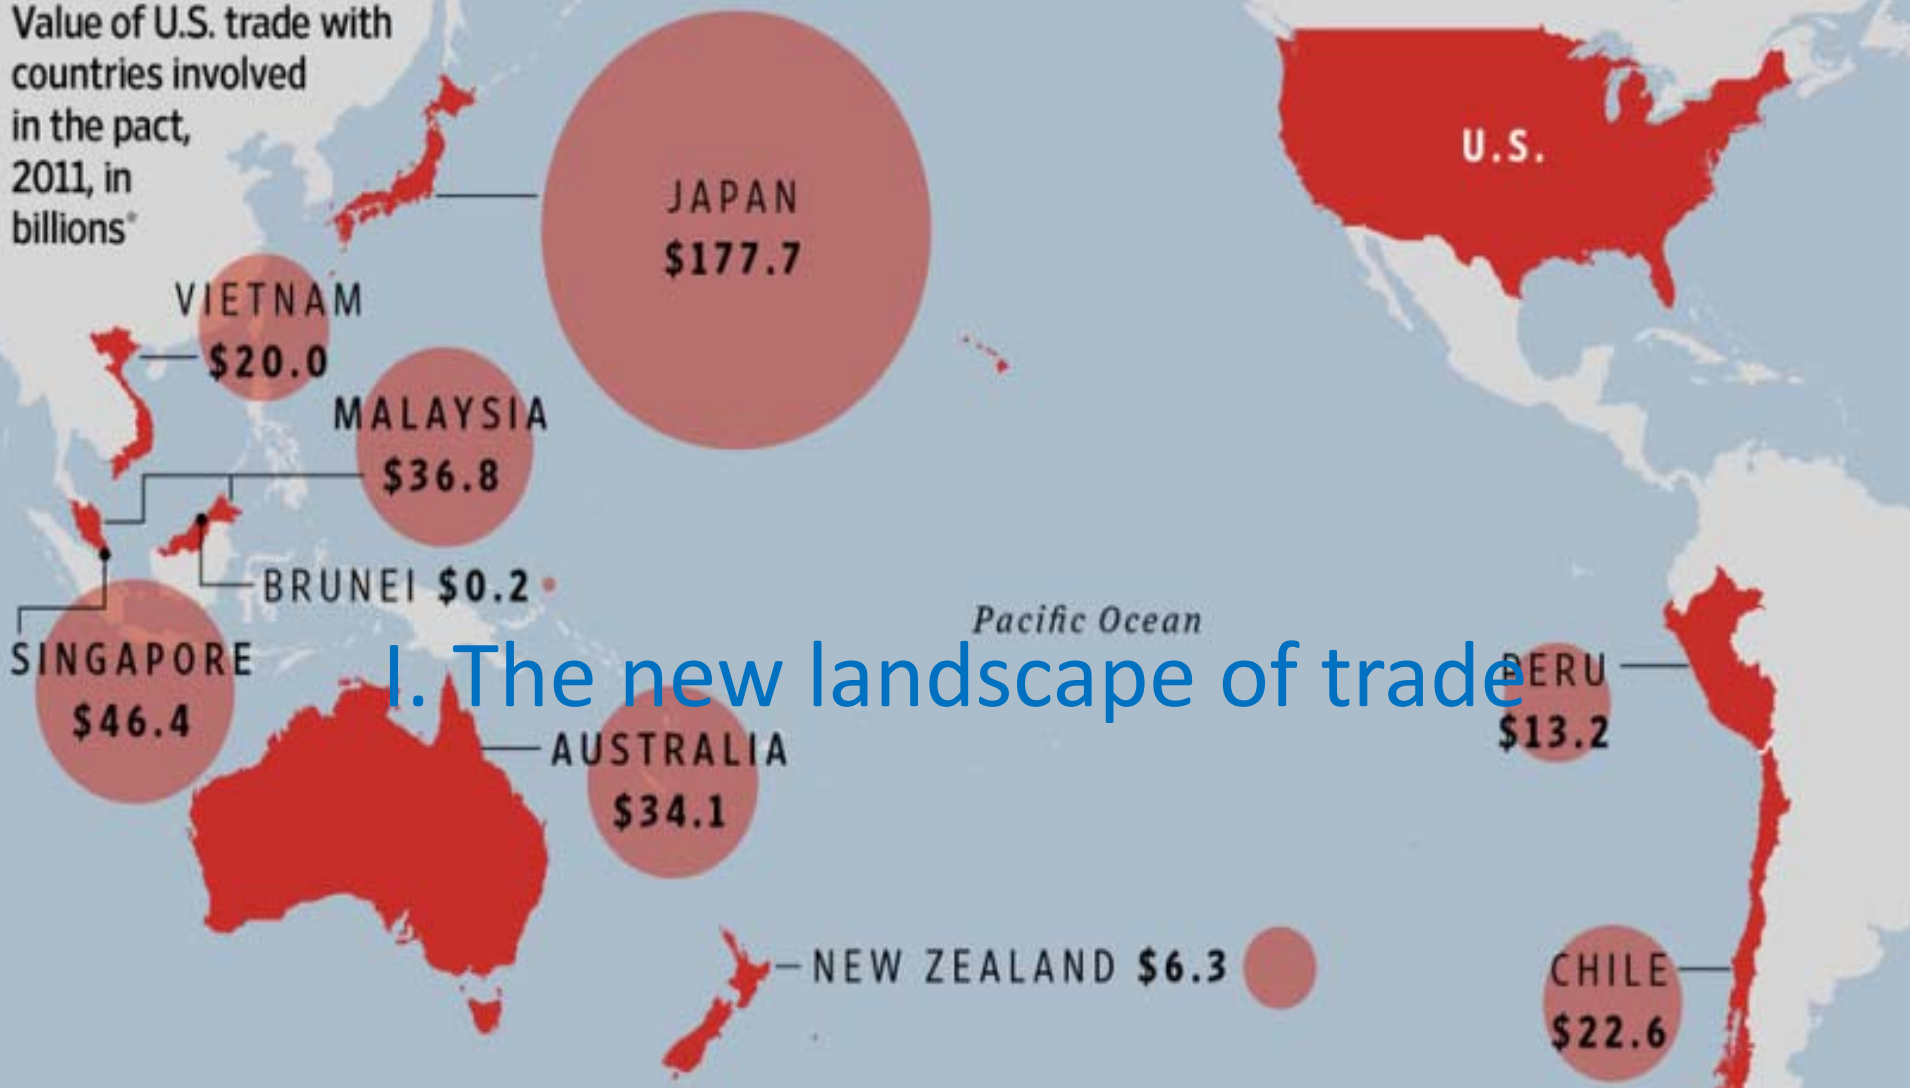 Value of U.S. trade with
countries involved
in the pact,
2011, in
billions*
JAPAN
$177.7
U.S.
VIETNAM
$20.0
MALAYSIA
$36.8
BRUNEI $0.2
Pacific Ocean
SINGAPORE
$46.4
I. The new landscape of trade
PERU
$13.2
AUSTRALIA
$34.1
NEW ZEALAND $6.3
CHILE
$22.6